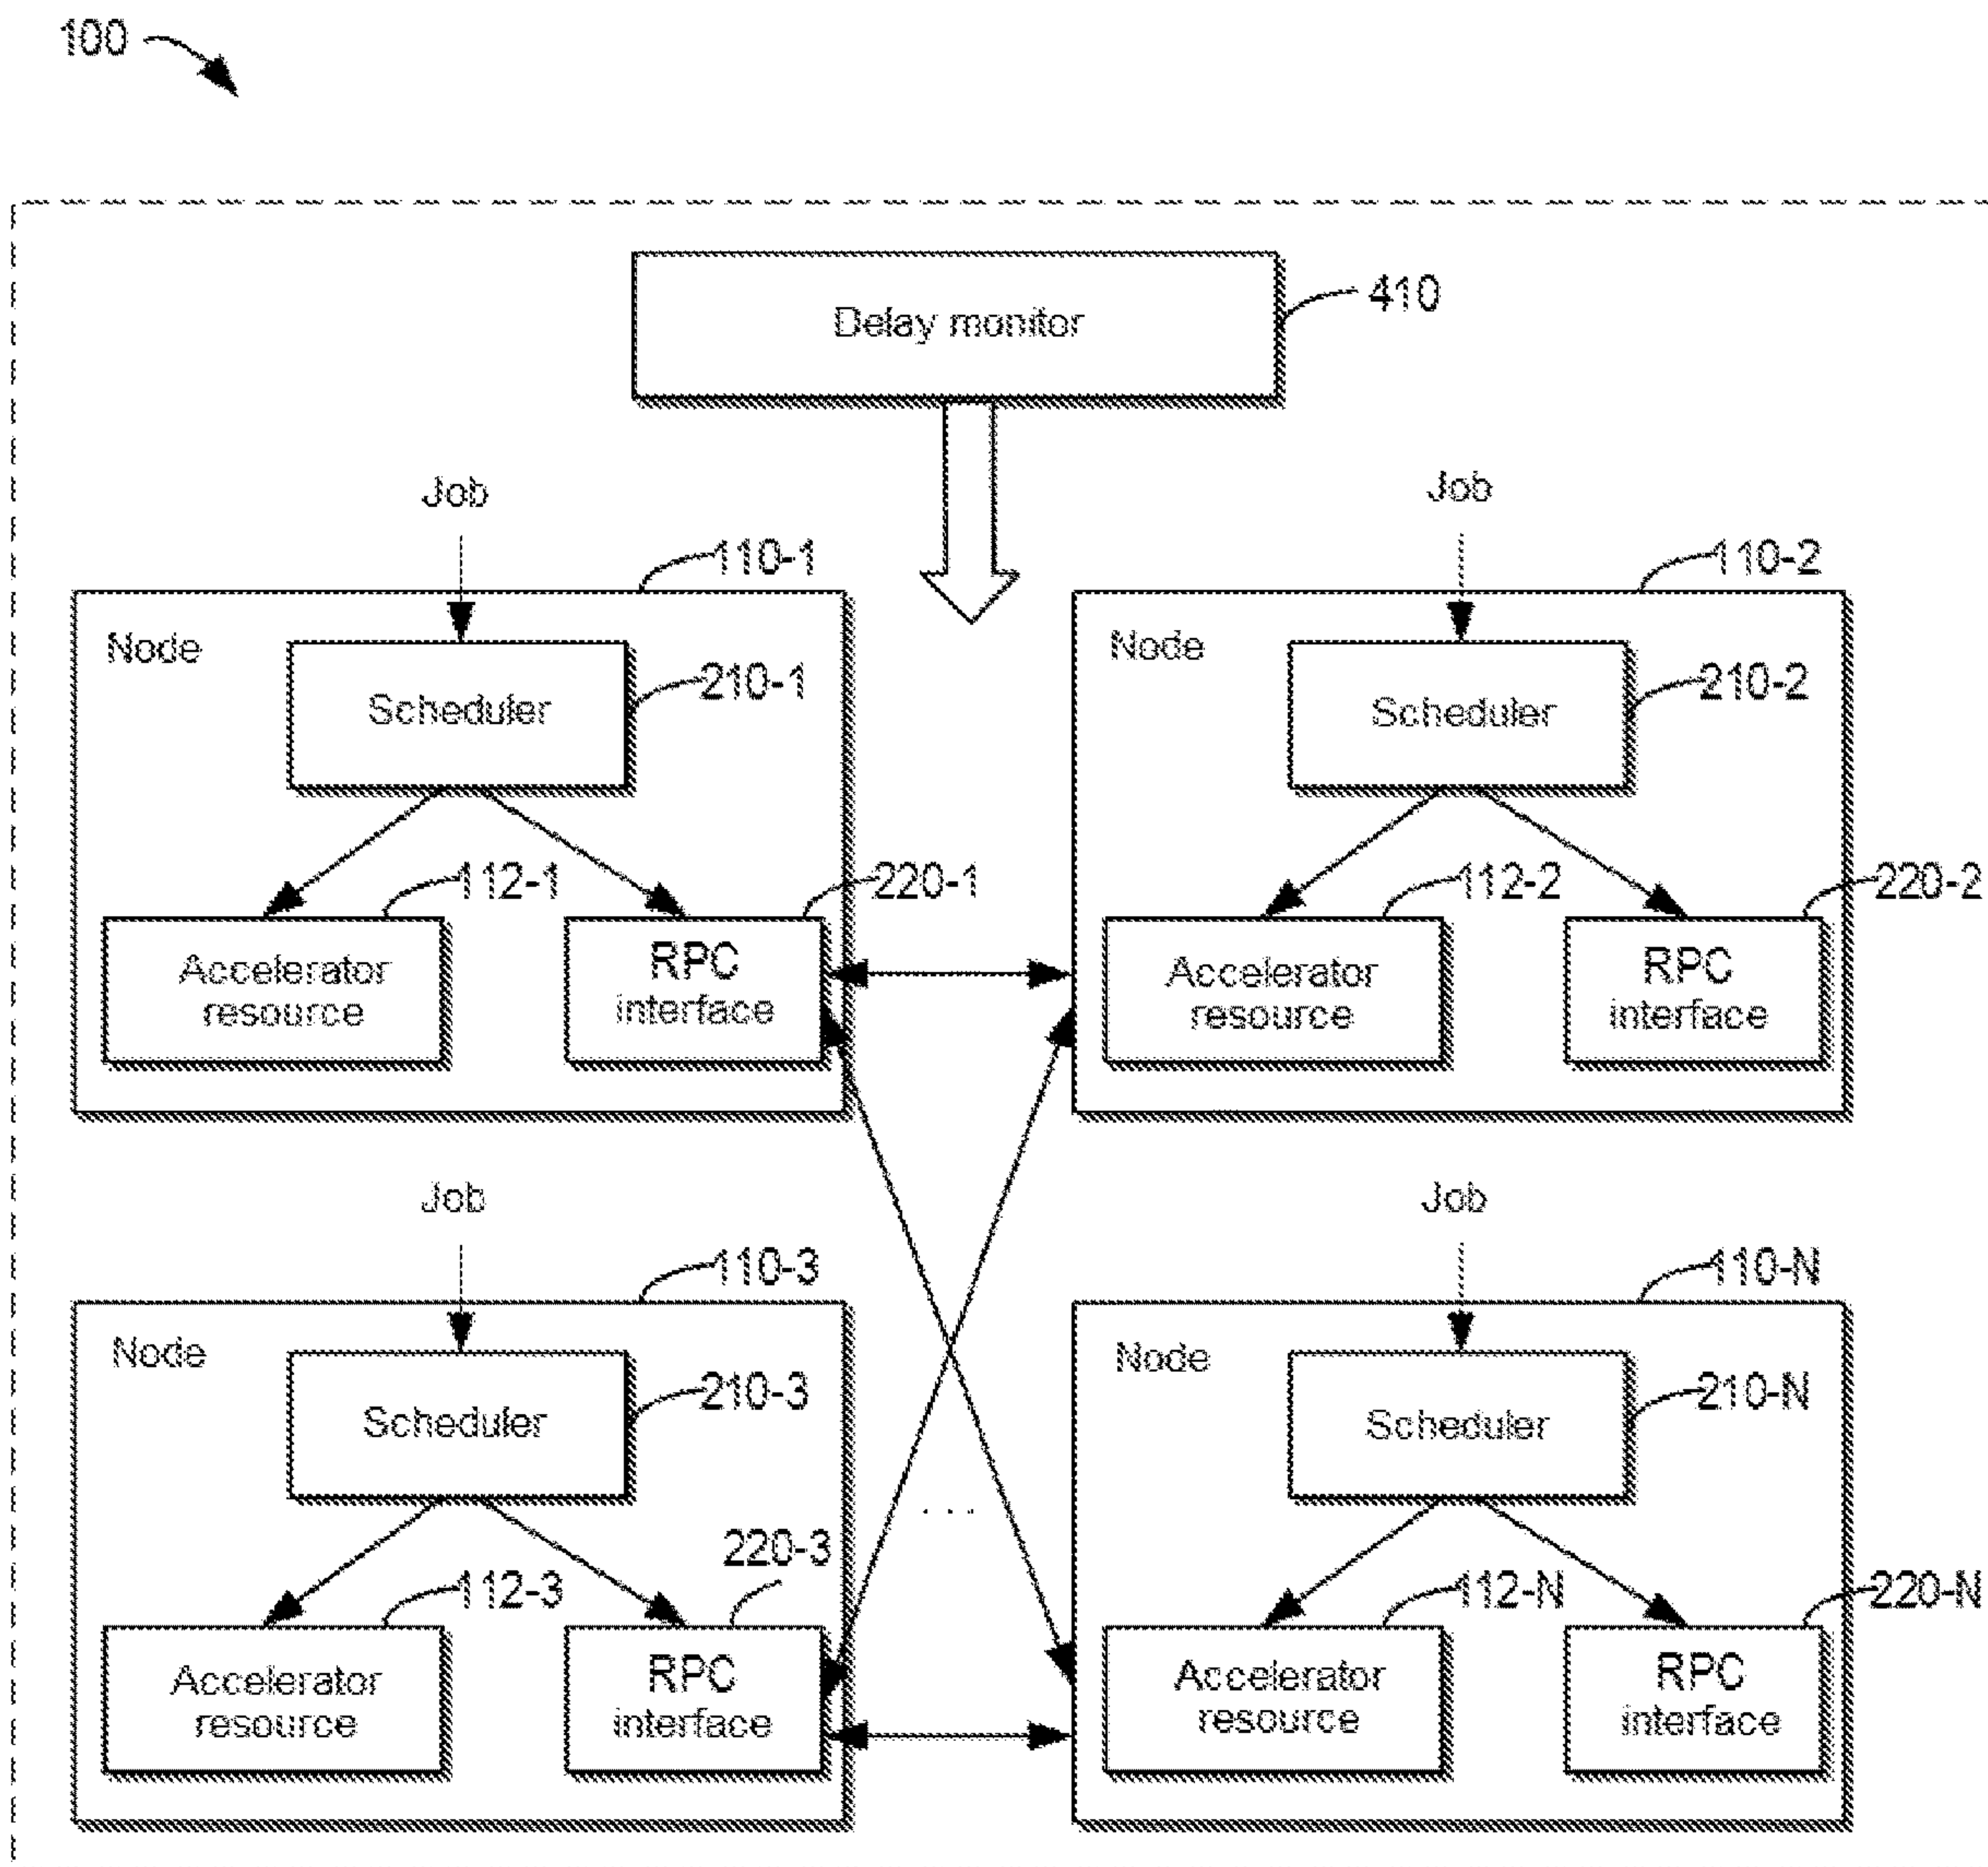 100
Delay monitor
410
Job
Job
110-1
110-2
Node
Scheduler
210-1
Node
Scheduler
210-2
112-1
220-1
112-2
220-2
Accelerator
resource
RPC
interface
Accelerator
resource
RPC
interface
Job
Job
110-3
110-N
Node
Scheduler
210-3
Node
Scheduler
210-N
...
220-3
112-3
112-N
220-N
Accelerator
resource
RPC
interface
Accelerator
resource
RPC
interface